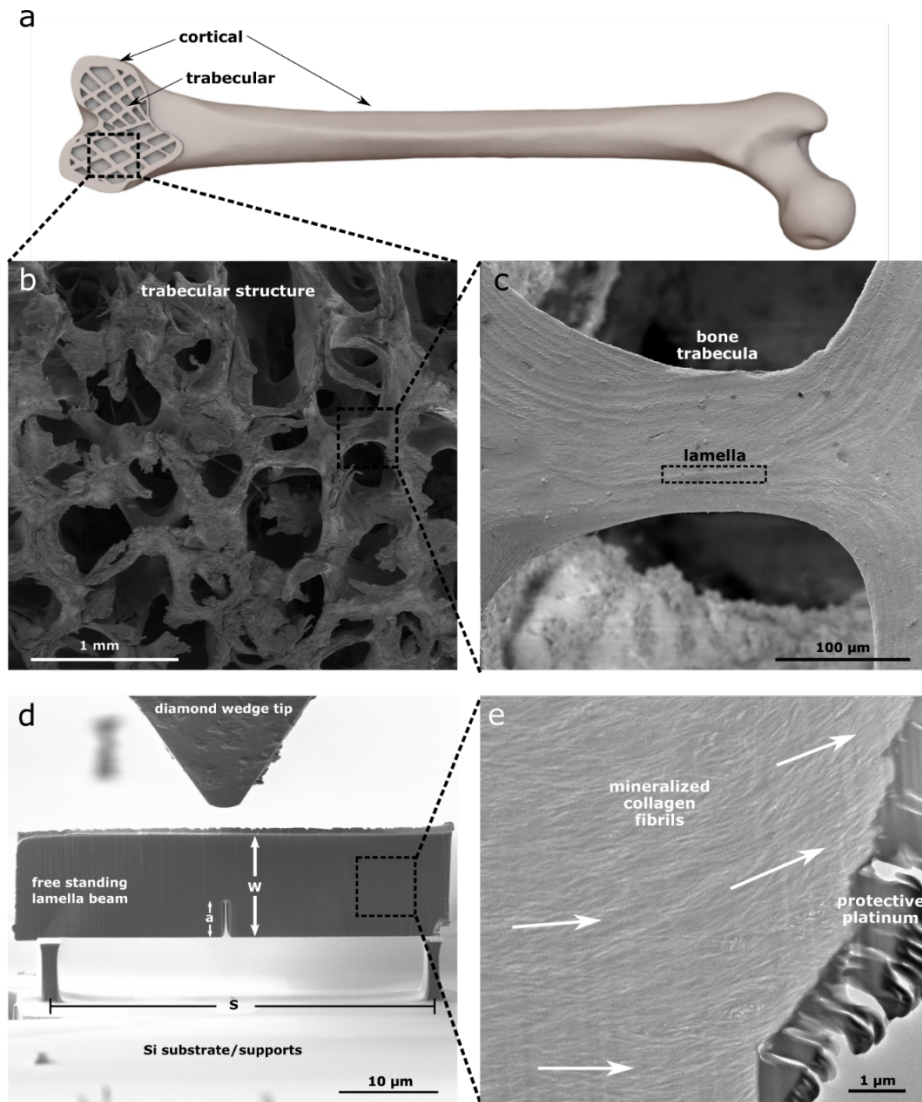 a
cortical
trabecular
b
trabecular structure
1 mm
c
bone
trabecula
lamella
100 µm
d
diamond wedge tip
free standing
lamella beam
W
a
S
Si substrate/supports
10 µm
e
mineralized
collagen
fibrils
protective
platinum
1 µm